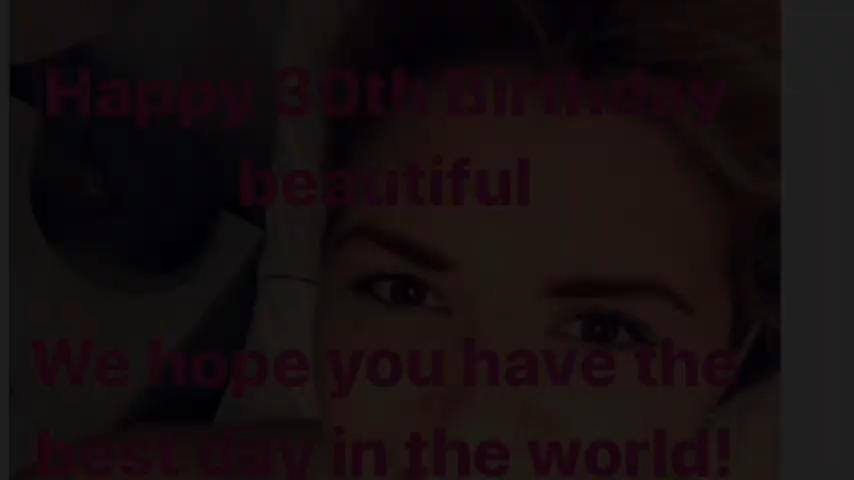 Happy 30th Birthday
beautiful
We hope you have the
best day in the world!